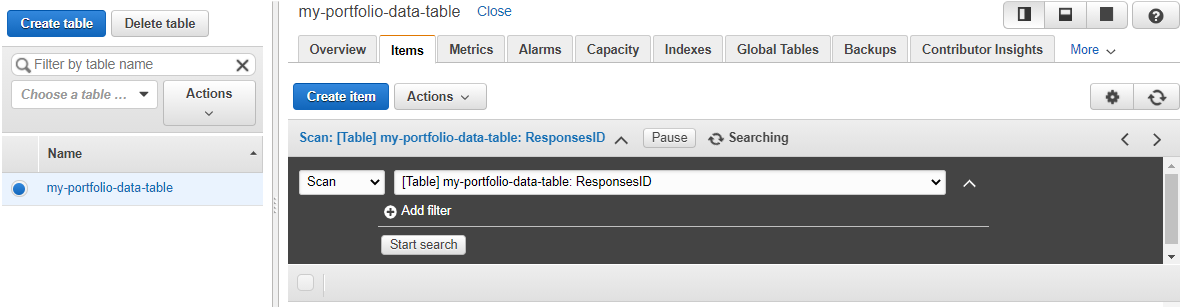 Create table
Delete table
Filter by table name
Choose a table ...
Actions
Name
my-portfolio-data-table
my-portfolio-data-table Close
Overview Items Metrics Alarms Capacity Indexes Global Tables Backups Contributor Insights More
Create item Actions
Scan: [Table] my-portfolio-data-table: ResponsesID Pause Searching
Scan [Table] my-portfolio-data-table: ResponsesID
Add filter
Start search